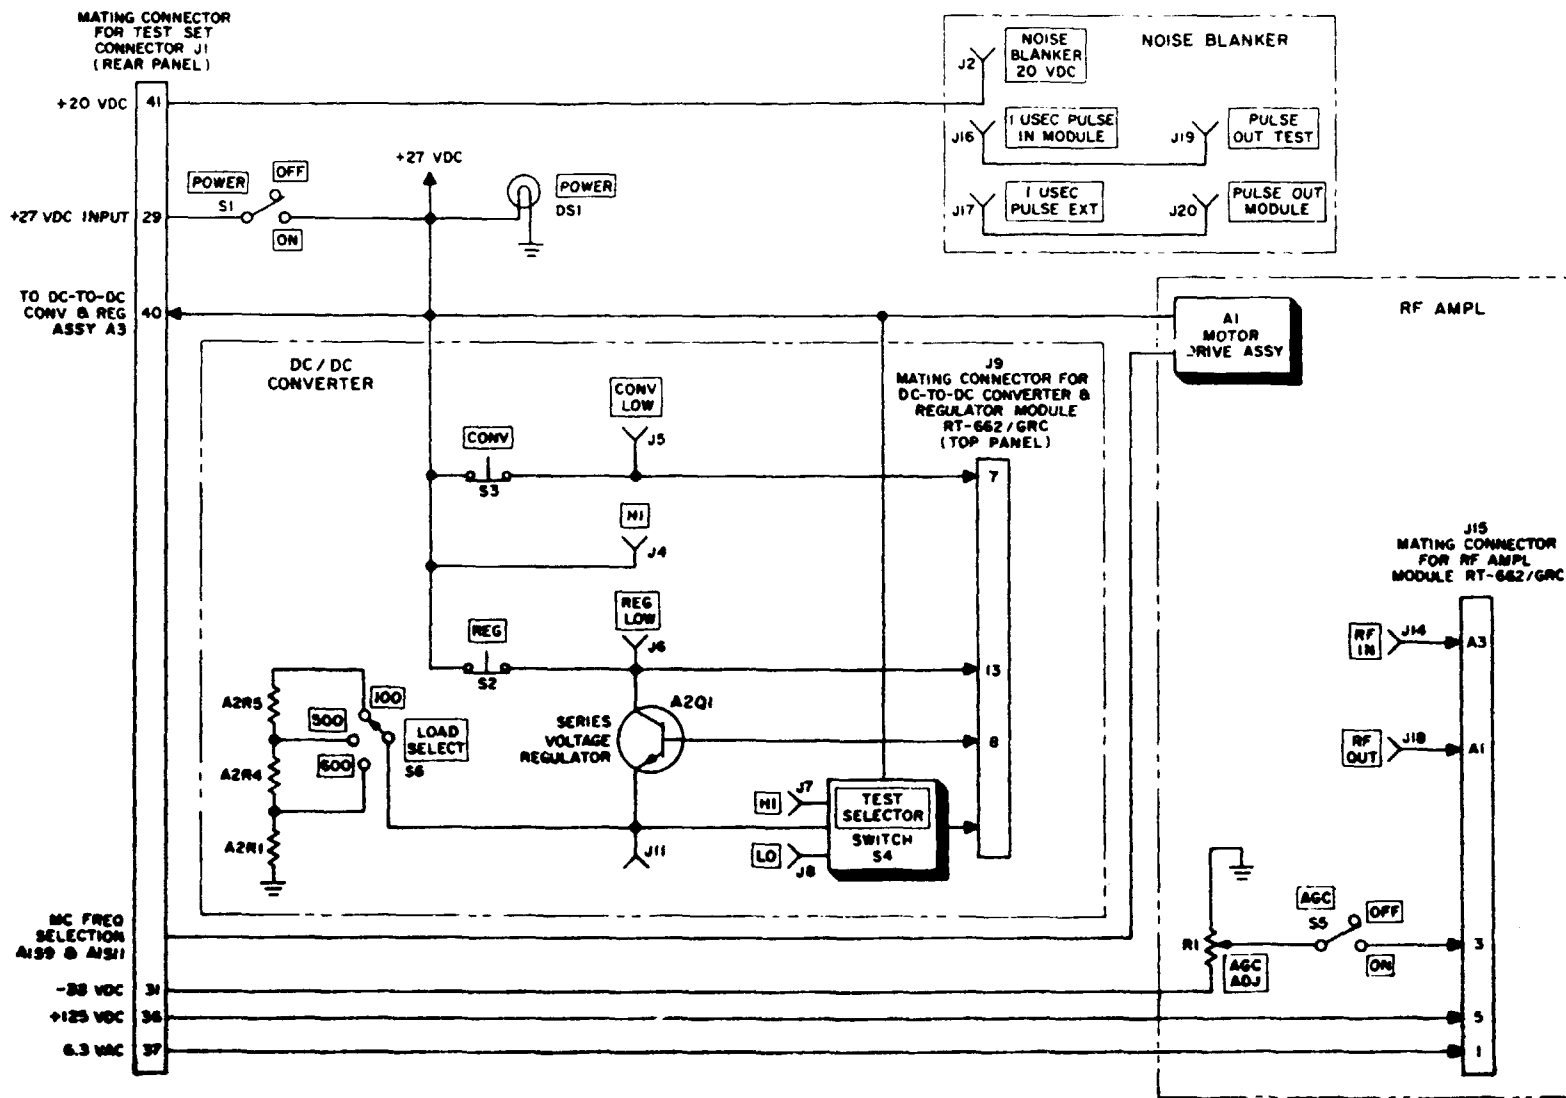 MATING CONNECTOR
FOR TEST SET
CONNECTOR J1
(REAR PANEL)
+20 VDC
41
+27 VDC INPUT
29
TO DC-TO-DC
CONV & REG
ASSY A3
40
MC FREQ
SELECTION
A1S9 & A1S11
-38 VDC
31
+125 VDC
36
6.3 VAC
37
POWER
S1
OFF
ON
+27 VDC
POWER
DS1
NOISE BLANKER
J2
NOISE
BLANKER
20 VDC
J16
1 USEC PULSE
IN MODULE
J19
PULSE
OUT TEST
J17
1 USEC
PULSE EXT
J20
PULSE OUT
MODULE
DC/DC
CONVERTER
CONV
S3
CONV
LOW
J5
HI
J4
REG
S2
REG
LOW
J6
A2Q1
SERIES
VOLTAGE
REGULATOR
A2R5
A2R4
A2R1
100
500
600
LOAD
SELECT
S6
J11
HI
J7
LO
J8
TEST
SELECTOR
SWITCH
S4
J9
MATING CONNECTOR FOR
DC-TO-DC CONVERTER &
REGULATOR MODULE
RT-662/GRC
(TOP PANEL)
7
13
8
RF AMPL
A1
MOTOR
DRIVE ASSY
J15
MATING CONNECTOR
FOR RF AMPL
MODULE RT-662/GRC
RF
IN
J14
A3
RF
OUT
J18
A1
R1
AGC
ADJ
AGC
S5
OFF
ON
3
5
1